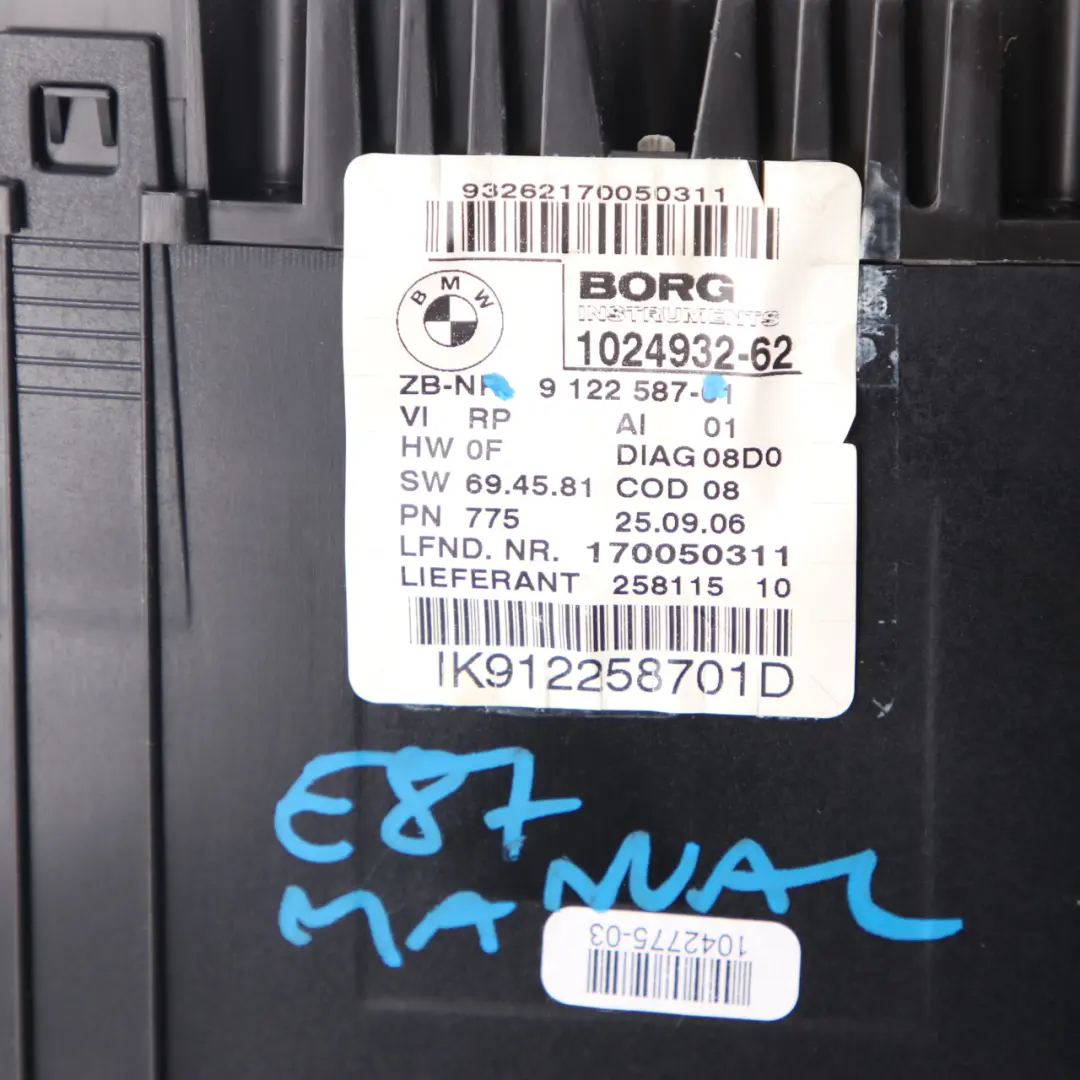 93262170050311
BMW
BORG
INSTRUMENTS
1024932-62
ZB-NR 9 122 587-01
VI RP AI 01
HW 0F DIAG 08D0
SW 69.45.81 COD 08
PN 775 25.09.06
LFND. NR. 170050311
LIEFERANT 258115 10
IK912258701D
E87
MANUAL
1042775-03